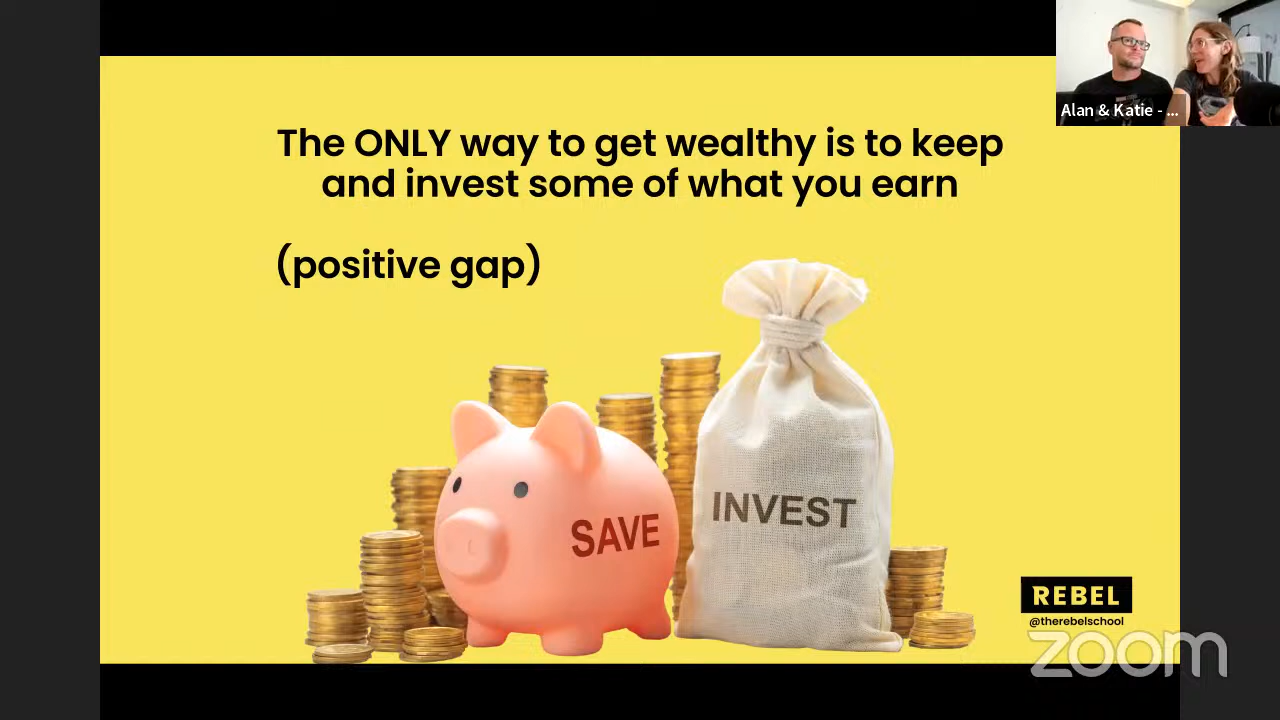 Alan & Katie - ...
The ONLY way to get wealthy is to keep
and invest some of what you earn
(positive gap)
SAVE
INVEST
REBEL
@therebelschool
zoom